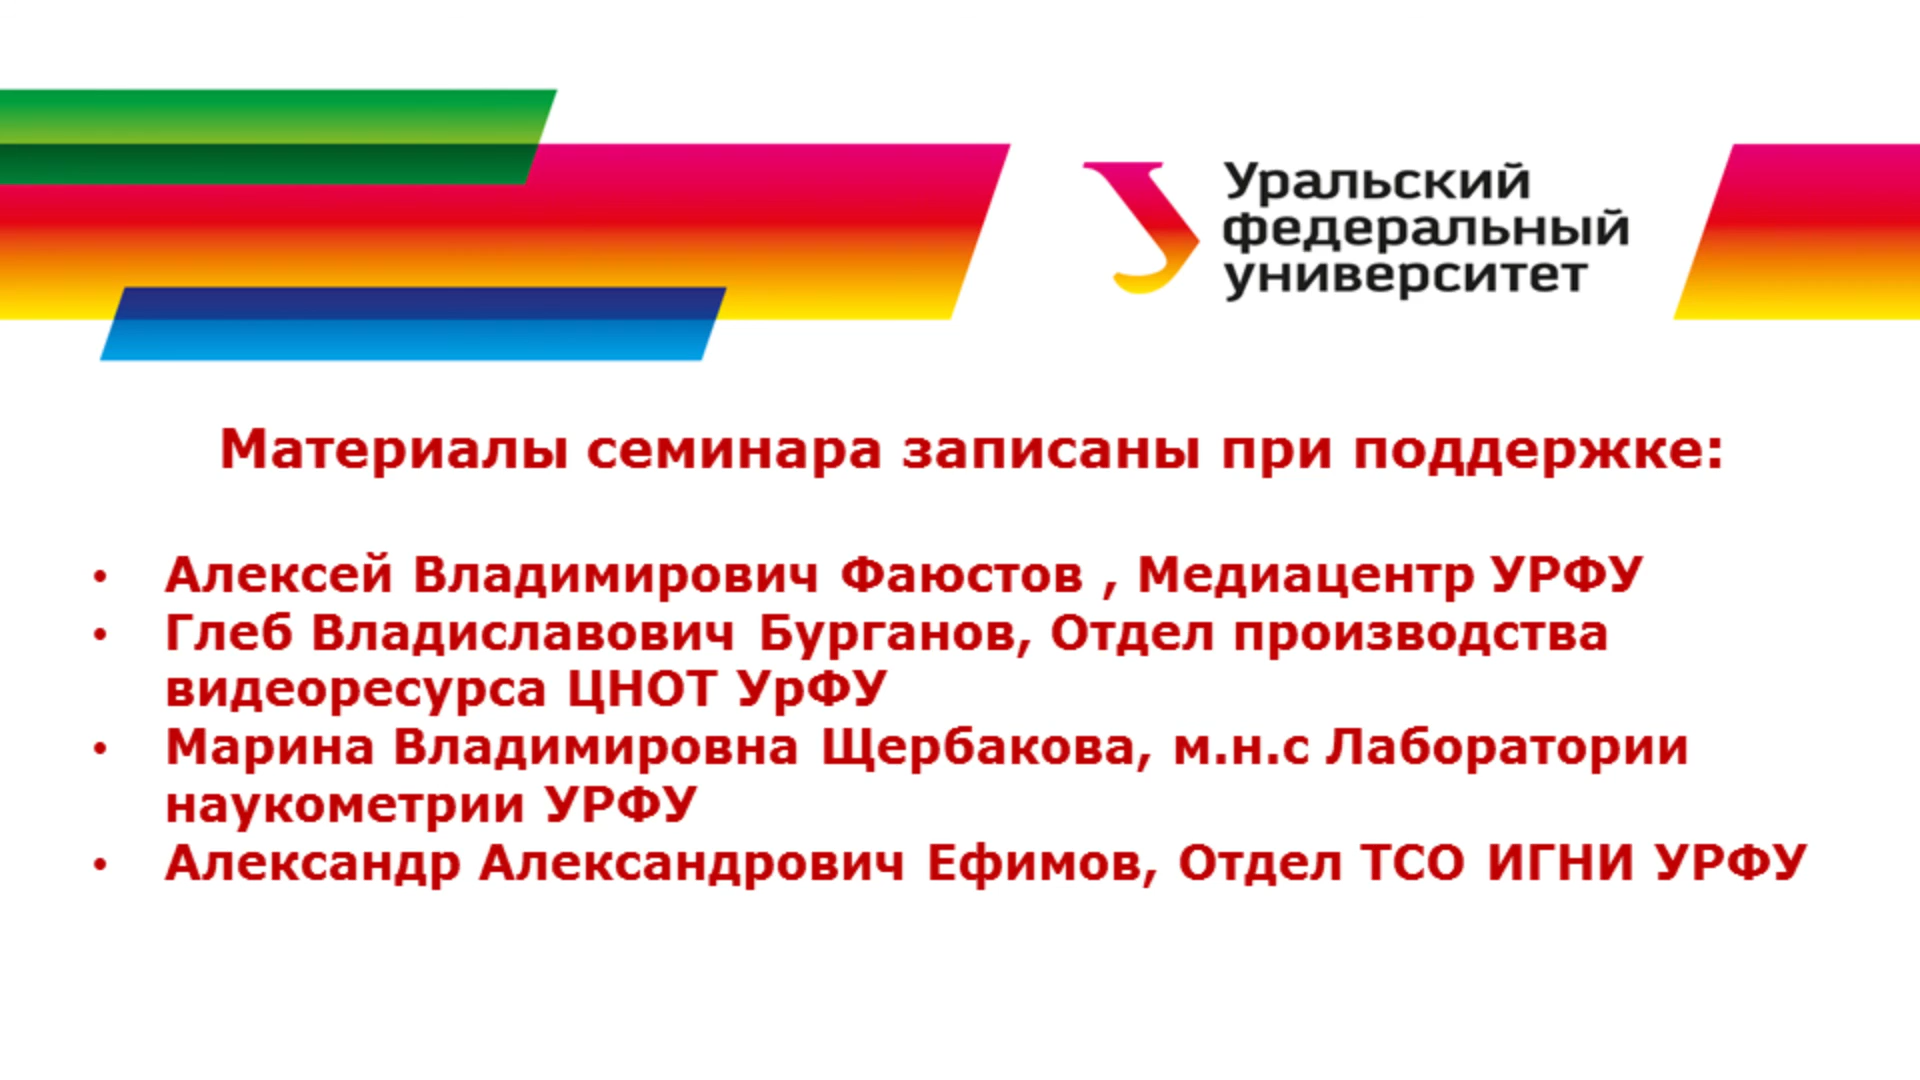 Уральский
федеральный
университет
Материалы семинара записаны при поддержке:
• Алексей Владимирович Фаюстов , Медиацентр УРФУ
• Глеб Владиславович Бурганов, Отдел производства
видеоресурса ЦНОТ УрФУ
• Марина Владимировна Щербакова, м.н.с Лаборатории
наукометрии УРФУ
• Александр Александрович Ефимов, Отдел ТСО ИГНИ УРФУ